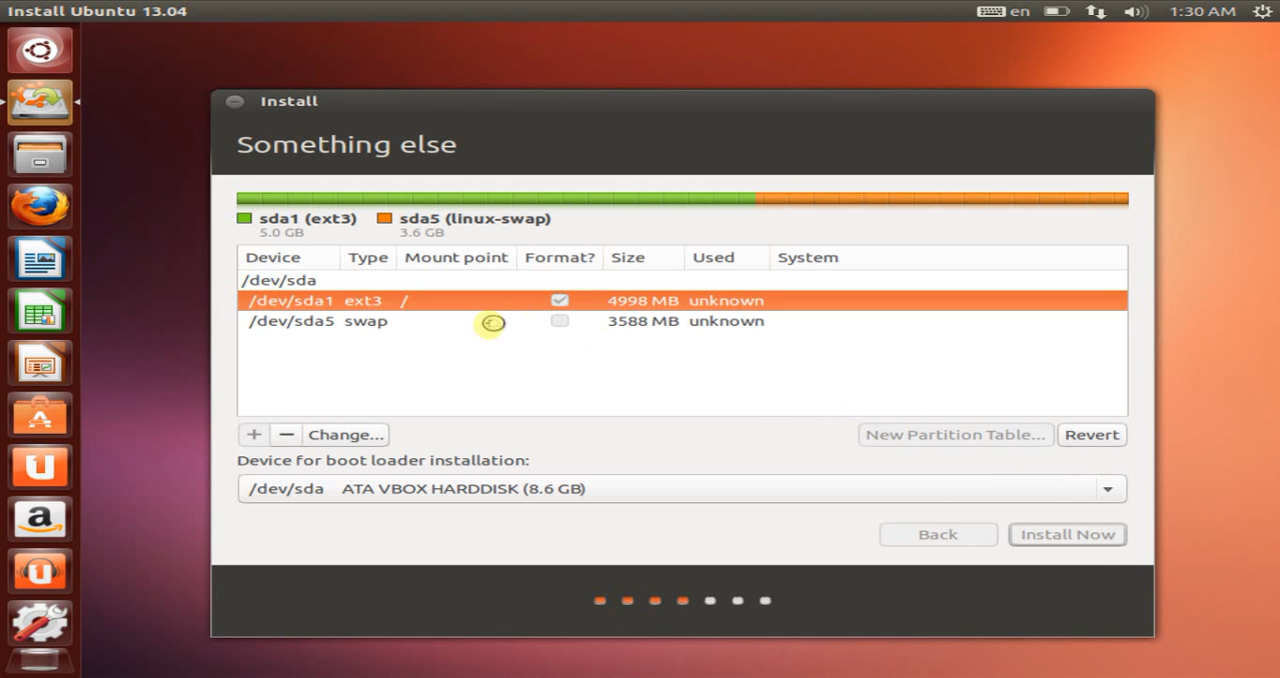 Install Ubuntu 13.04 en 1:30 AM
Install
Something else
sda1 (ext3) sda5 (linux-swap)
5.0 GB 3.6 GB
Device Type Mount point Format? Size Used System
/dev/sda
/dev/sda1 ext3 / 4998 MB unknown
/dev/sda5 swap 3588 MB unknown
+ − Change... New Partition Table... Revert
Device for boot loader installation:
/dev/sda ATA VBOX HARDDISK (8.6 GB)
Back Install Now